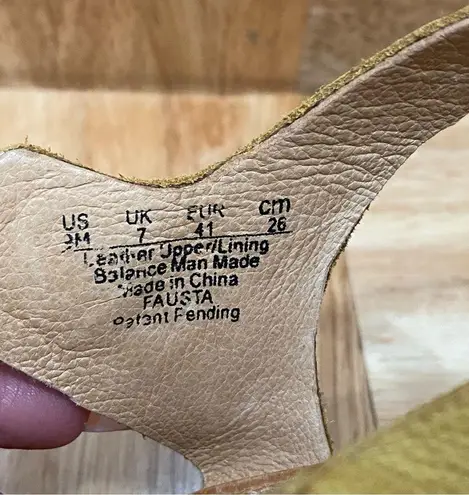 US UK EUR cm
7 41 26
Leather Upper/Lining
Balance Man Made
Made in China
FAUSTA
Patent Pending